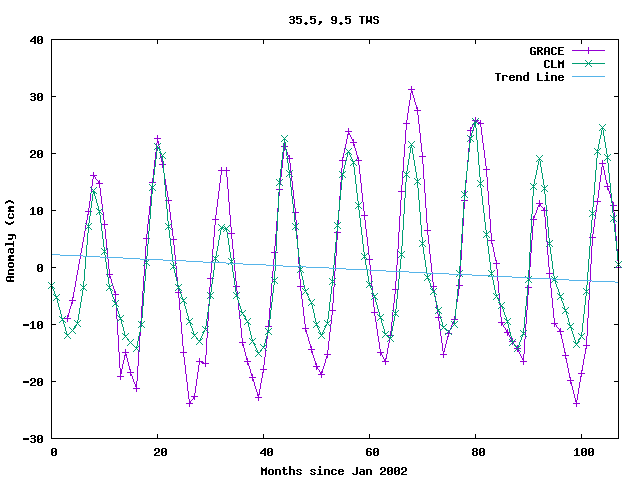 35.5, 9.5 TWS
GRACE
CLM
Trend Line
40
30
20
10
0
-10
-20
-30
Anomaly (cm)
0 20 40 60 80 100
Months since Jan 2002